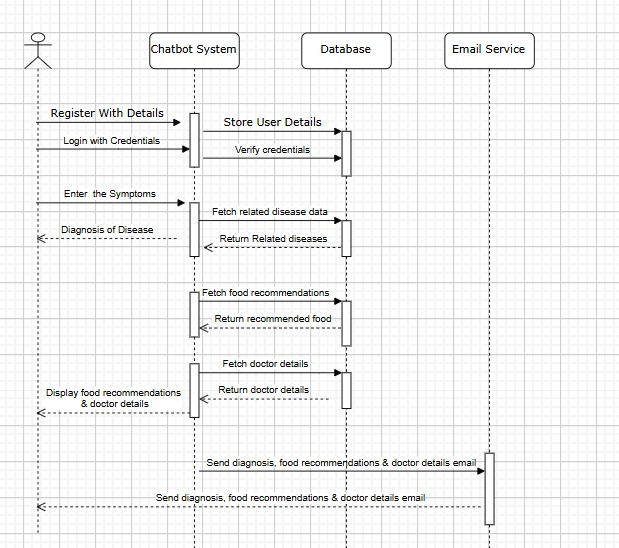 Chatbot System
Database
Email Service
Register With Details
Store User Details
Login with Credentials
Verify credentials
Enter the Symptoms
Fetch related disease data
Diagnosis of Disease
Return Related diseases
Fetch food recommendations
Return recommended food
Fetch doctor details
Return doctor details
Display food recommendations
& doctor details
Send diagnosis, food recommendations & doctor details email
Send diagnosis, food recommendations & doctor details email